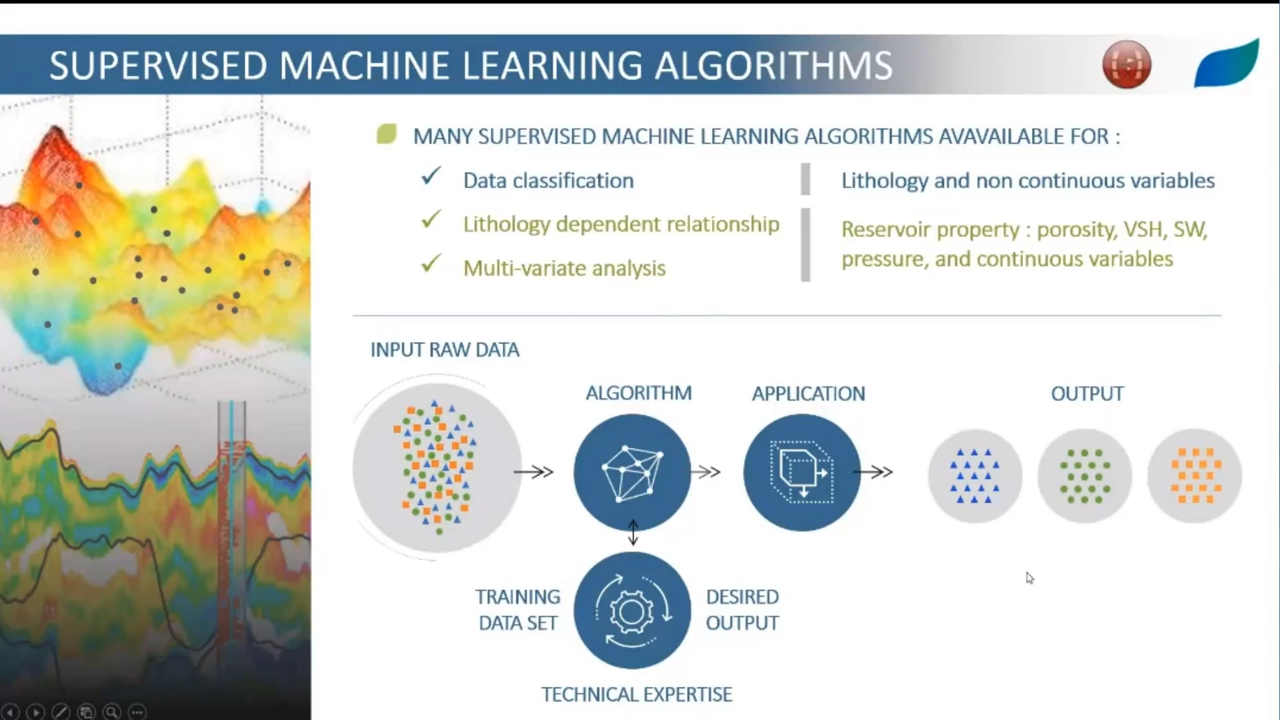 SUPERVISED MACHINE LEARNING ALGORITHMS
MANY SUPERVISED MACHINE LEARNING ALGORITHMS AVAVAILABLE FOR :
Data classification
Lithology and non continuous variables
Lithology dependent relationship
Multi-variate analysis
Reservoir property : porosity, VSH, SW,
pressure, and continuous variables
INPUT RAW DATA
ALGORITHM
APPLICATION
OUTPUT
TRAINING
DATA SET
DESIRED
OUTPUT
TECHNICAL EXPERTISE